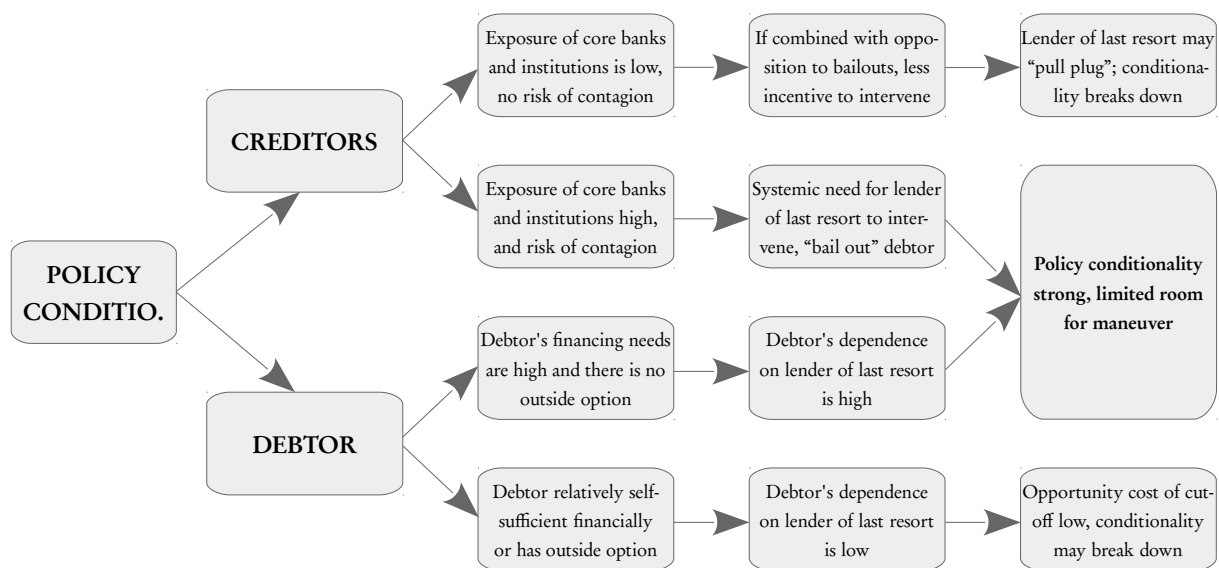 Exposure of core banks
and institutions is low,
no risk of contagion
If combined with oppo-
sition to bailouts, less
incentive to intervene
Lender of last resort may
“pull plug”; conditiona-
lity breaks down
CREDITORS
Exposure of core banks
and institutions high,
and risk of contagion
Systemic need for lender
of last resort to inter-
vene, “bail out” debtor
Policy conditionality
strong, limited room
for maneuver
POLICY
CONDITIO.
Debtor's financing needs
are high and there is no
outside option
Debtor's dependence
on lender of last resort
is high
DEBTOR
Debtor relatively self-
sufficient financially
or has outside option
Debtor's dependence
on lender of last resort
is low
Opportunity cost of cut-
off low, conditionality
may break down